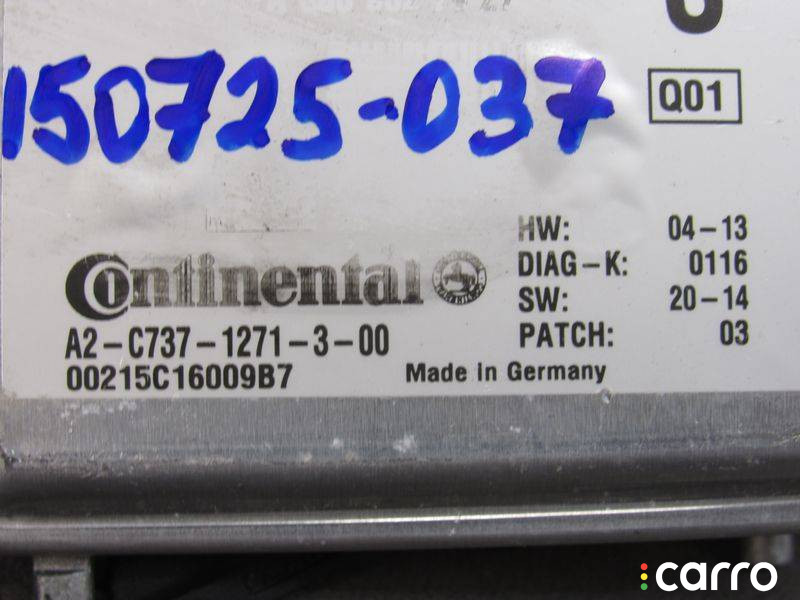 6
150725-037
Q01
HW: 04-13
DIAG-K: 0116
SW: 20-14
PATCH: 03
Continental
A2-C737-1271-3-00
00215C16009B7
Made in Germany
carro